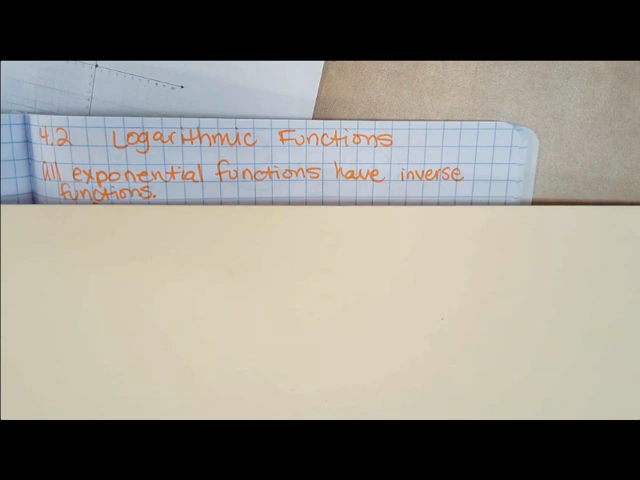 4.2 Logarithmic Functions
All exponential functions have inverse
functions.